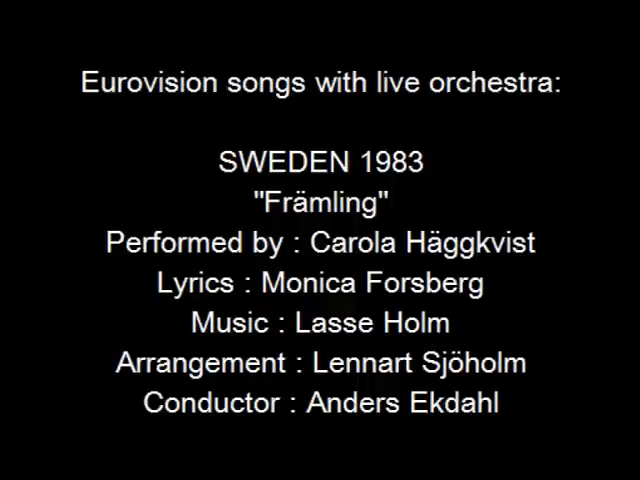 Eurovision songs with live orchestra:
SWEDEN 1983
"Främling"
Performed by : Carola Häggkvist
Lyrics : Monica Forsberg
Music : Lasse Holm
Arrangement : Lennart Sjöholm
Conductor : Anders Ekdahl